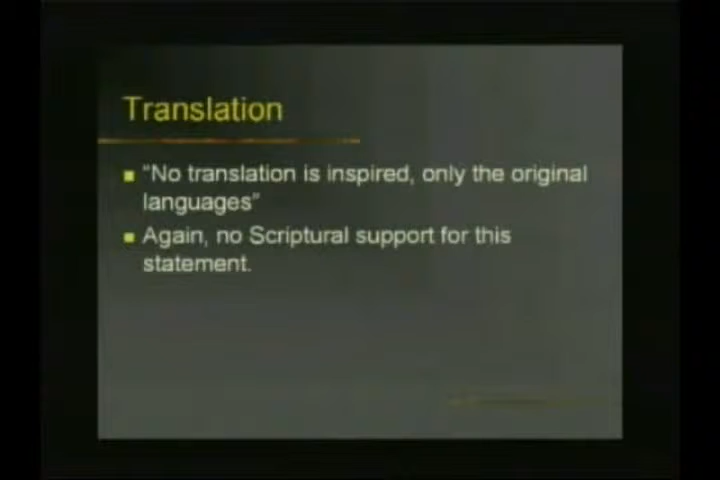 Translation
“No translation is inspired, only the original
languages”
Again, no Scriptural support for this
statement.